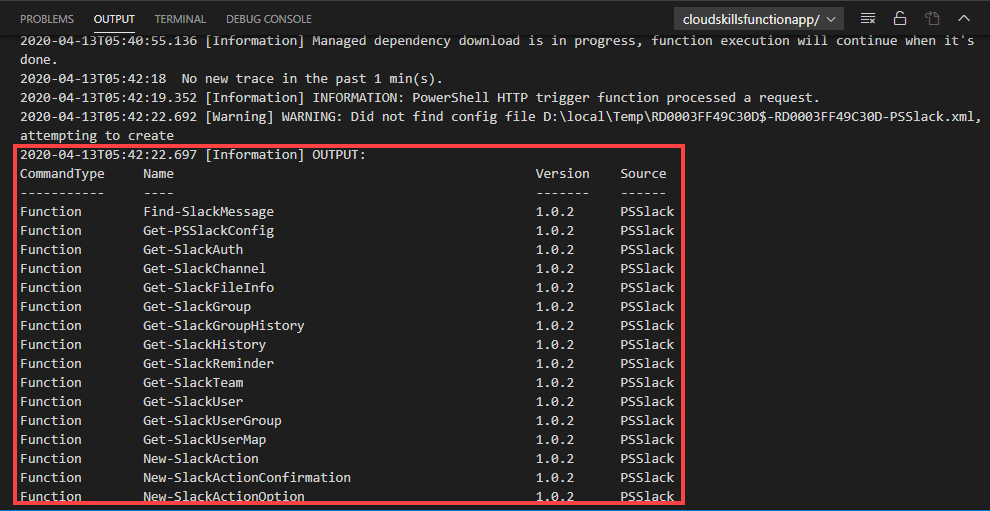 PROBLEMS OUTPUT TERMINAL DEBUG CONSOLE cloudskillsfunctionapp/
2020-04-13T05:40:55.136 [Information] Managed dependency download is in progress, function execution will continue when it's
done.
2020-04-13T05:42:18  No new trace in the past 1 min(s).
2020-04-13T05:42:19.352 [Information] INFORMATION: PowerShell HTTP trigger function processed a request.
2020-04-13T05:42:22.692 [Warning] WARNING: Did not find config file D:\local\Temp\RD0003FF49C30D$-RD0003FF49C30D-PSSlack.xml,
attempting to create
2020-04-13T05:42:22.697 [Information] OUTPUT:
CommandType     Name                                               Version    Source
-----------     ----                                               -------    ------
Function        Find-SlackMessage                                  1.0.2      PSSlack
Function        Get-PSSlackConfig                                  1.0.2      PSSlack
Function        Get-SlackAuth                                      1.0.2      PSSlack
Function        Get-SlackChannel                                   1.0.2      PSSlack
Function        Get-SlackFileInfo                                  1.0.2      PSSlack
Function        Get-SlackGroup                                     1.0.2      PSSlack
Function        Get-SlackGroupHistory                              1.0.2      PSSlack
Function        Get-SlackHistory                                   1.0.2      PSSlack
Function        Get-SlackReminder                                  1.0.2      PSSlack
Function        Get-SlackTeam                                      1.0.2      PSSlack
Function        Get-SlackUser                                      1.0.2      PSSlack
Function        Get-SlackUserGroup                                 1.0.2      PSSlack
Function        Get-SlackUserMap                                   1.0.2      PSSlack
Function        New-SlackAction                                    1.0.2      PSSlack
Function        New-SlackActionConfirmation                        1.0.2      PSSlack
Function        New-SlackActionOption                              1.0.2      PSSlack